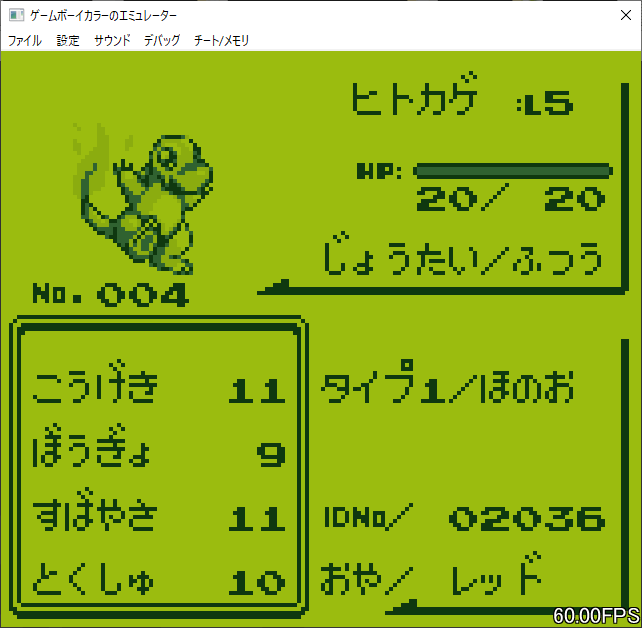 ゲームボーイカラーのエミュレーター
ファイル 設定 サウンド デバッグ チート/メモリ
ヒトカゲ :L5
HP:
20/ 20
じょうたい/ふつう
No.004
こうげき 11
ぼうぎょ 9
すばやさ 11
とくしゅ 10
タイプ1/ほのお
IDNo/ 02036
おや/ レッド
60.00FPS